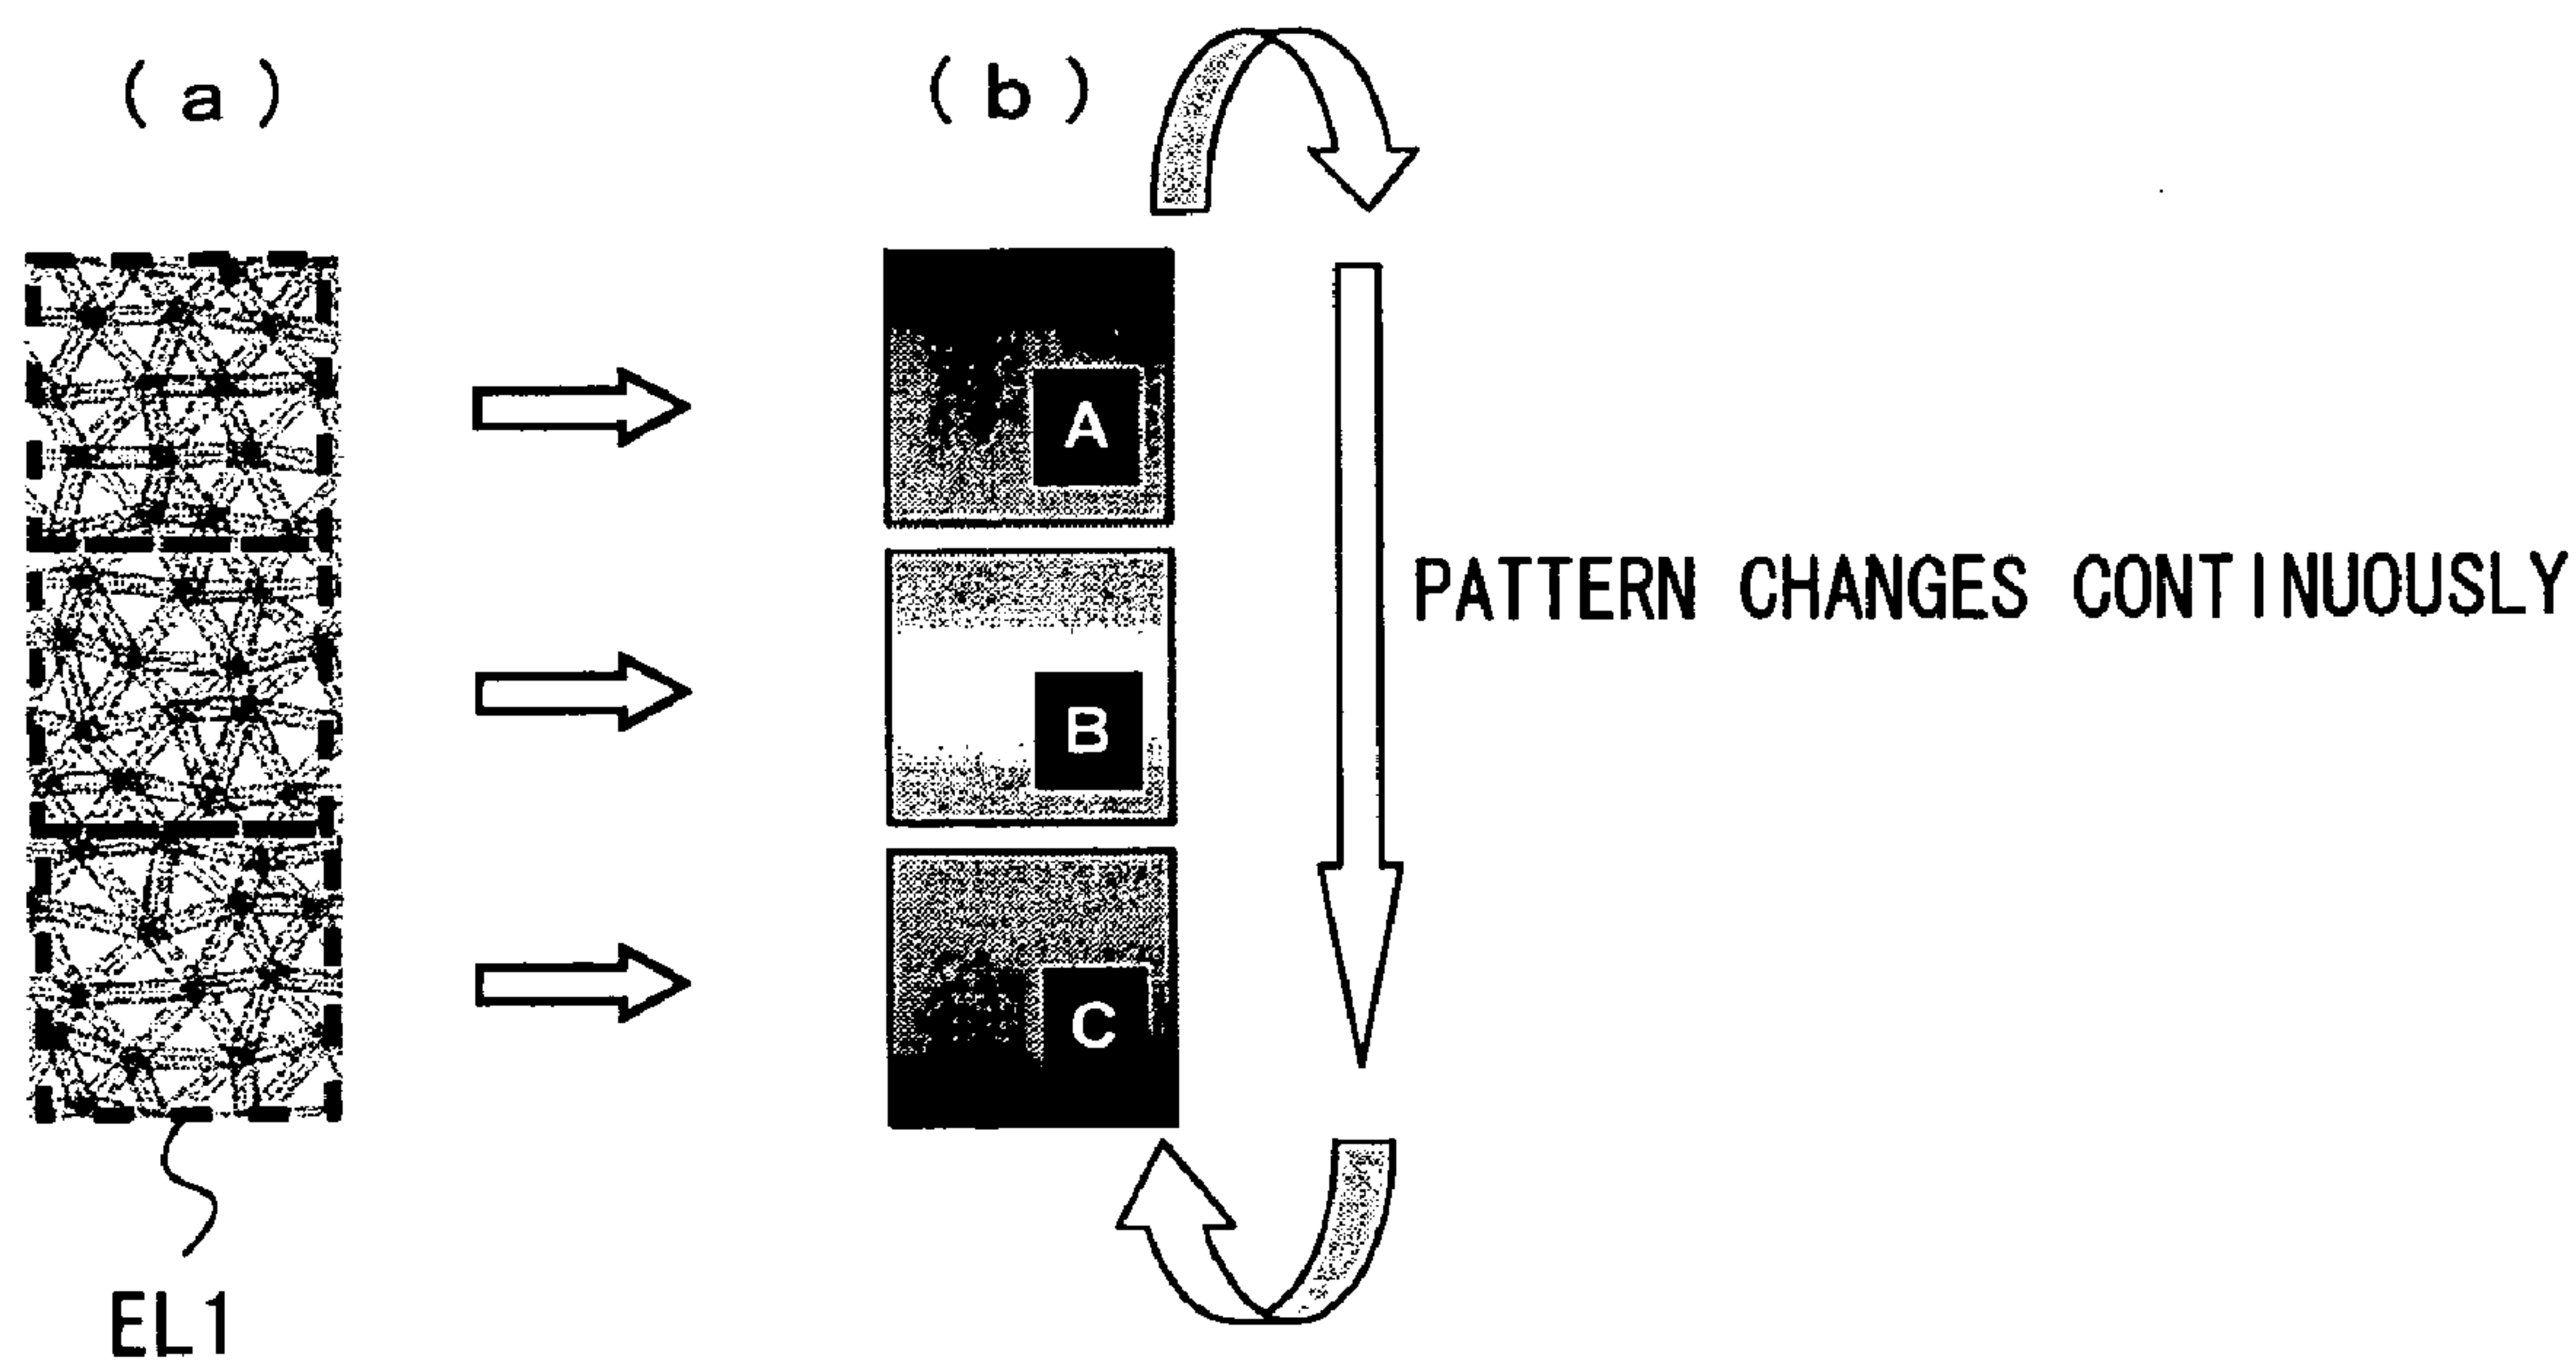 (a)
(b)
A
B
C
PATTERN CHANGES CONTINUOUSLY
EL1